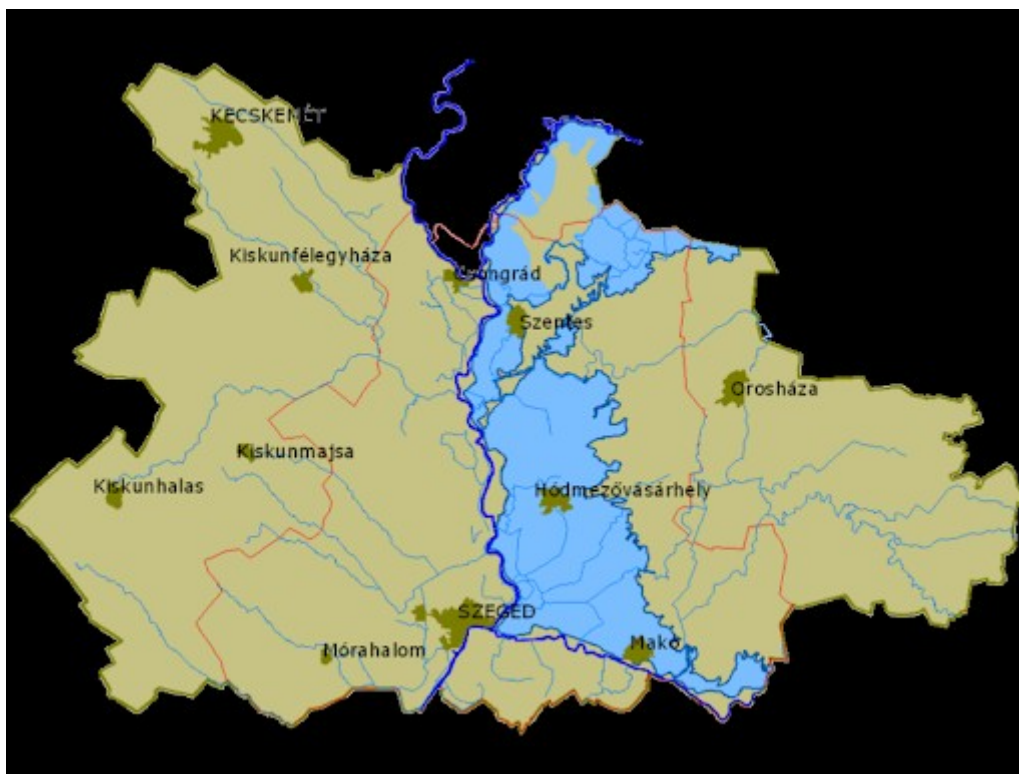 KECSKEMÉT
Kiskunfélegyháza
Csongrád
Szentes
Orosháza
Kiskunmajsa
Kiskunhalas
Hódmezővásárhely
SZEGED
Mórahalom
Makó